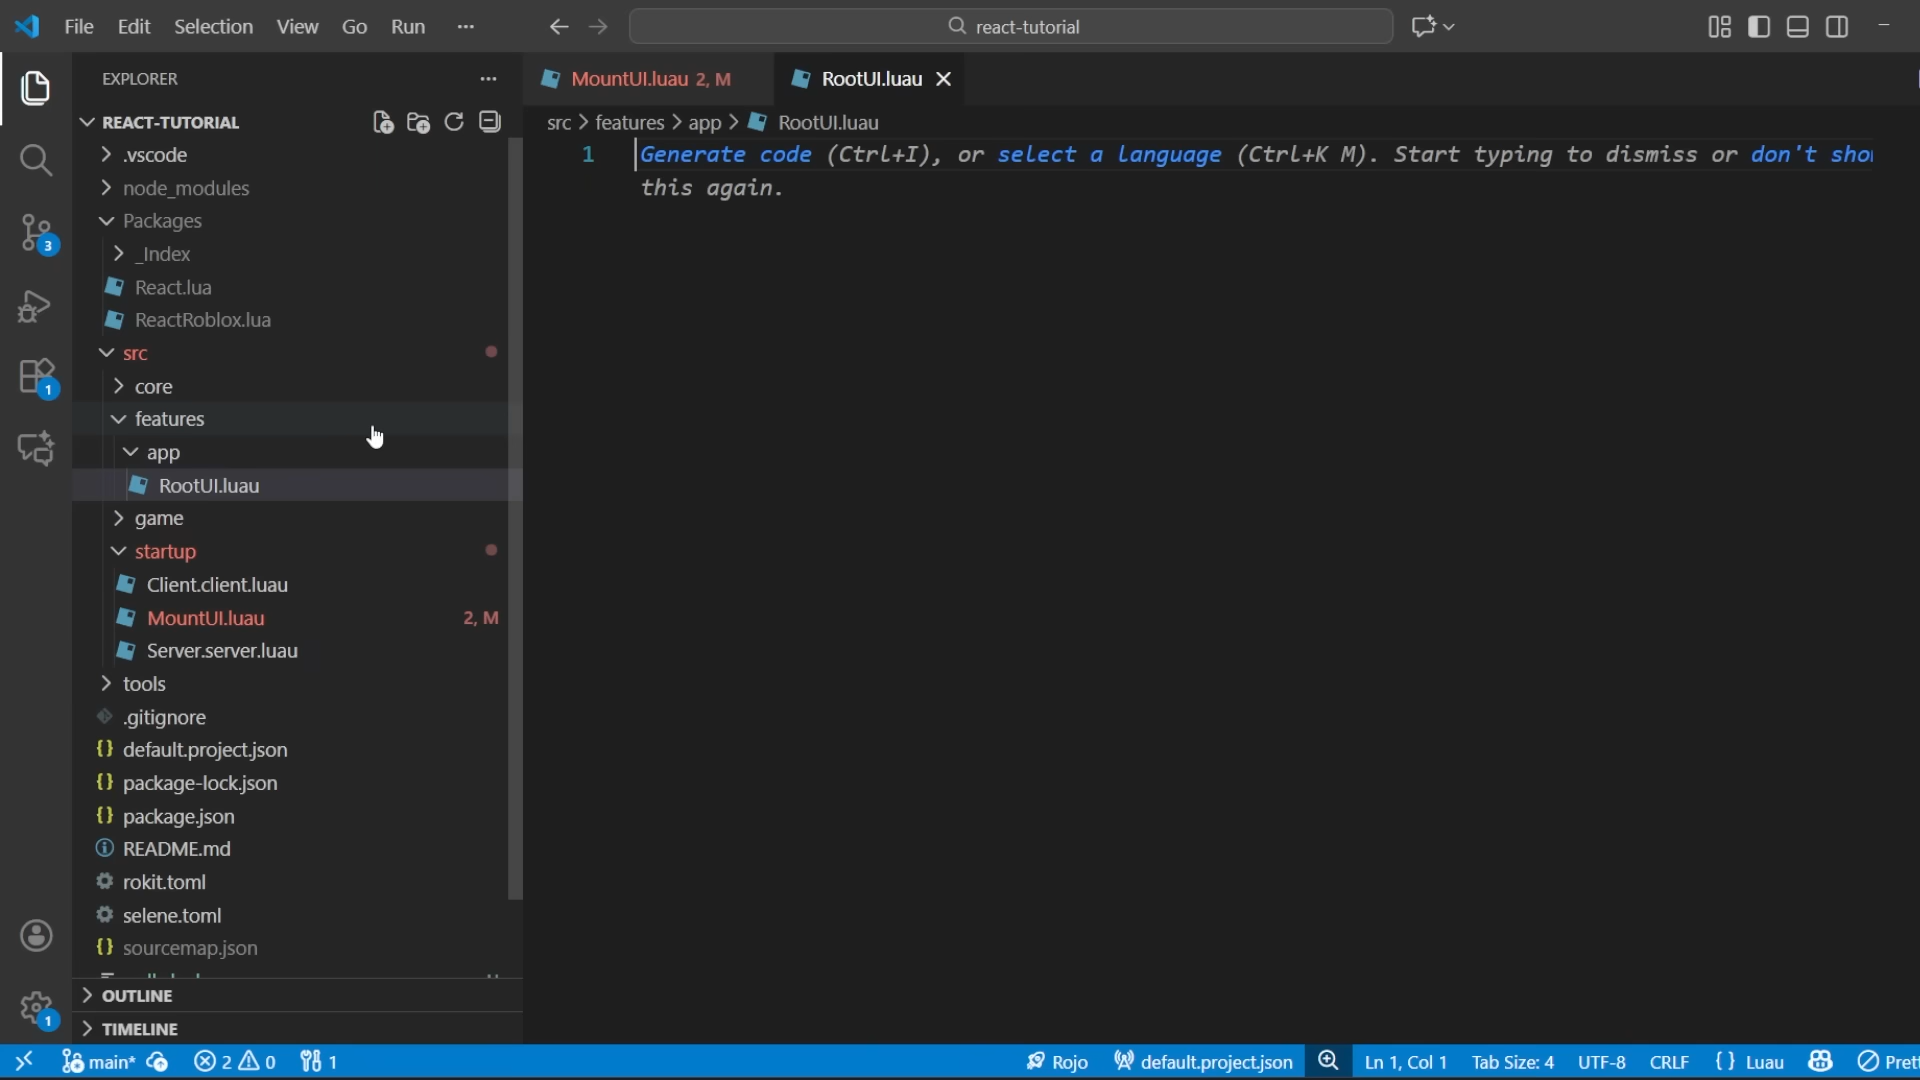 File Edit Selection View Go Run ··· react-tutorial
EXPLORER ···
REACT-TUTORIAL
.vscode
node_modules
Packages
_Index
React.lua
ReactRoblox.lua
src
core
features
app
RootUI.luau
game
startup
Client.client.luau
MountUI.luau 2, M
Server.server.luau
tools
.gitignore
default.project.json
package-lock.json
package.json
README.md
rokit.toml
selene.toml
sourcemap.json
OUTLINE
TIMELINE
3
1
1
MountUI.luau 2, M RootUI.luau
src > features > app > RootUI.luau
1 Generate code (Ctrl+I), or select a language (Ctrl+K M). Start typing to dismiss or don't sho
this again.
main* 2 0 1 Rojo default.project.json Ln 1, Col 1 Tab Size: 4 UTF-8 CRLF {} Luau Prett